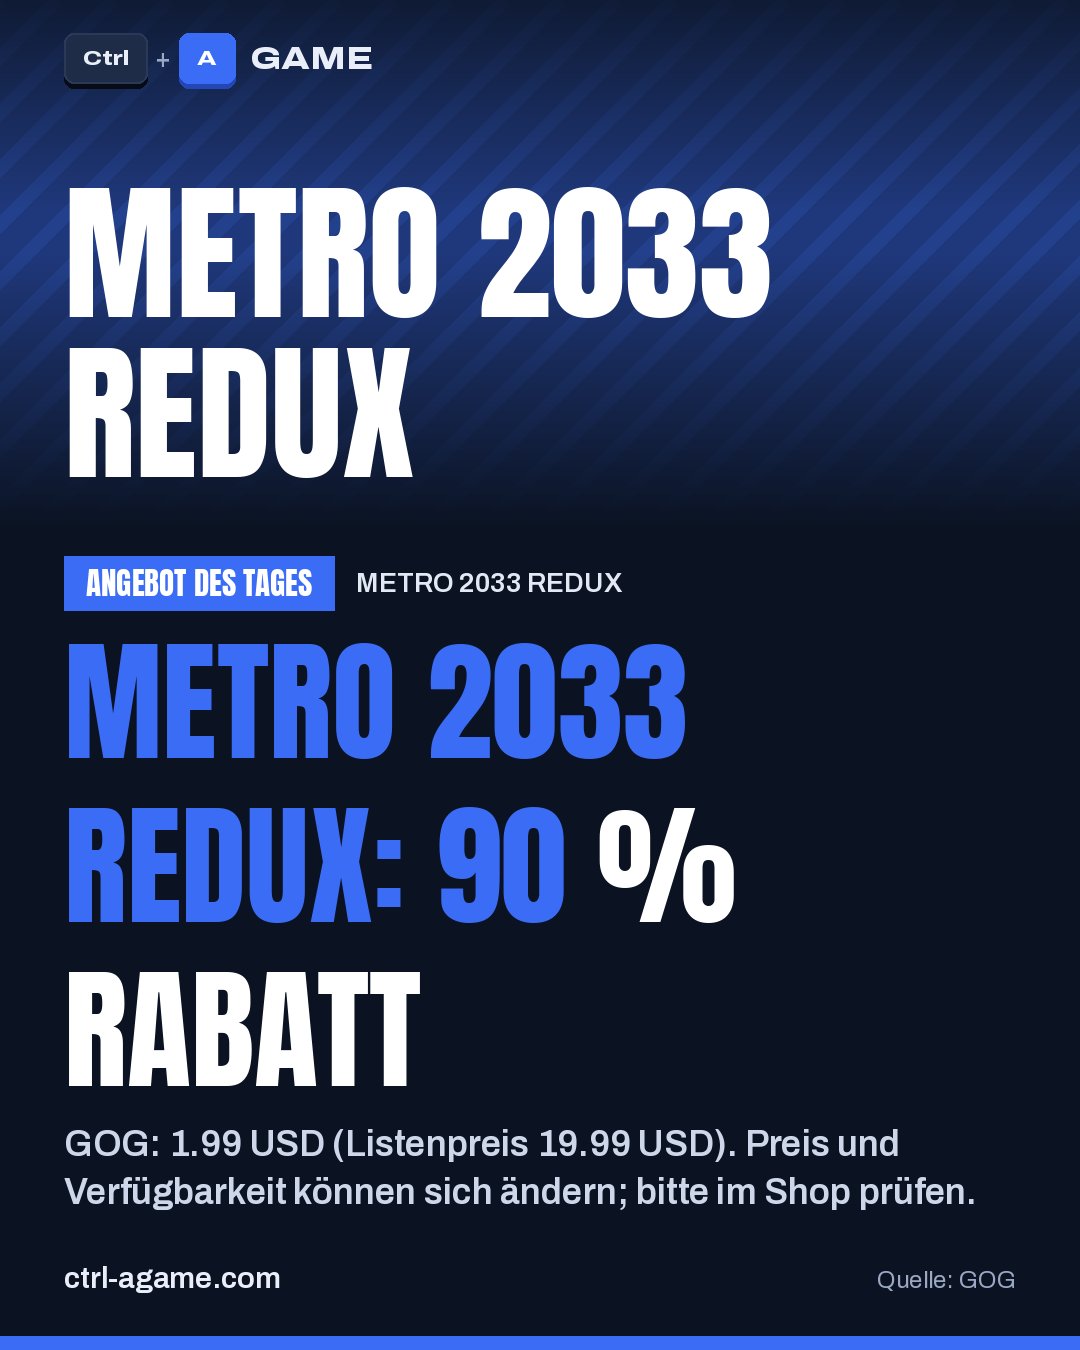 Ctrl + A GAME
METRO 2033
REDUX
ANGEBOT DES TAGES METRO 2033 REDUX
METRO 2033
REDUX: 90 %
RABATT
GOG: 1.99 USD (Listenpreis 19.99 USD). Preis und
Verfügbarkeit können sich ändern; bitte im Shop prüfen.
ctrl-agame.com Quelle: GOG